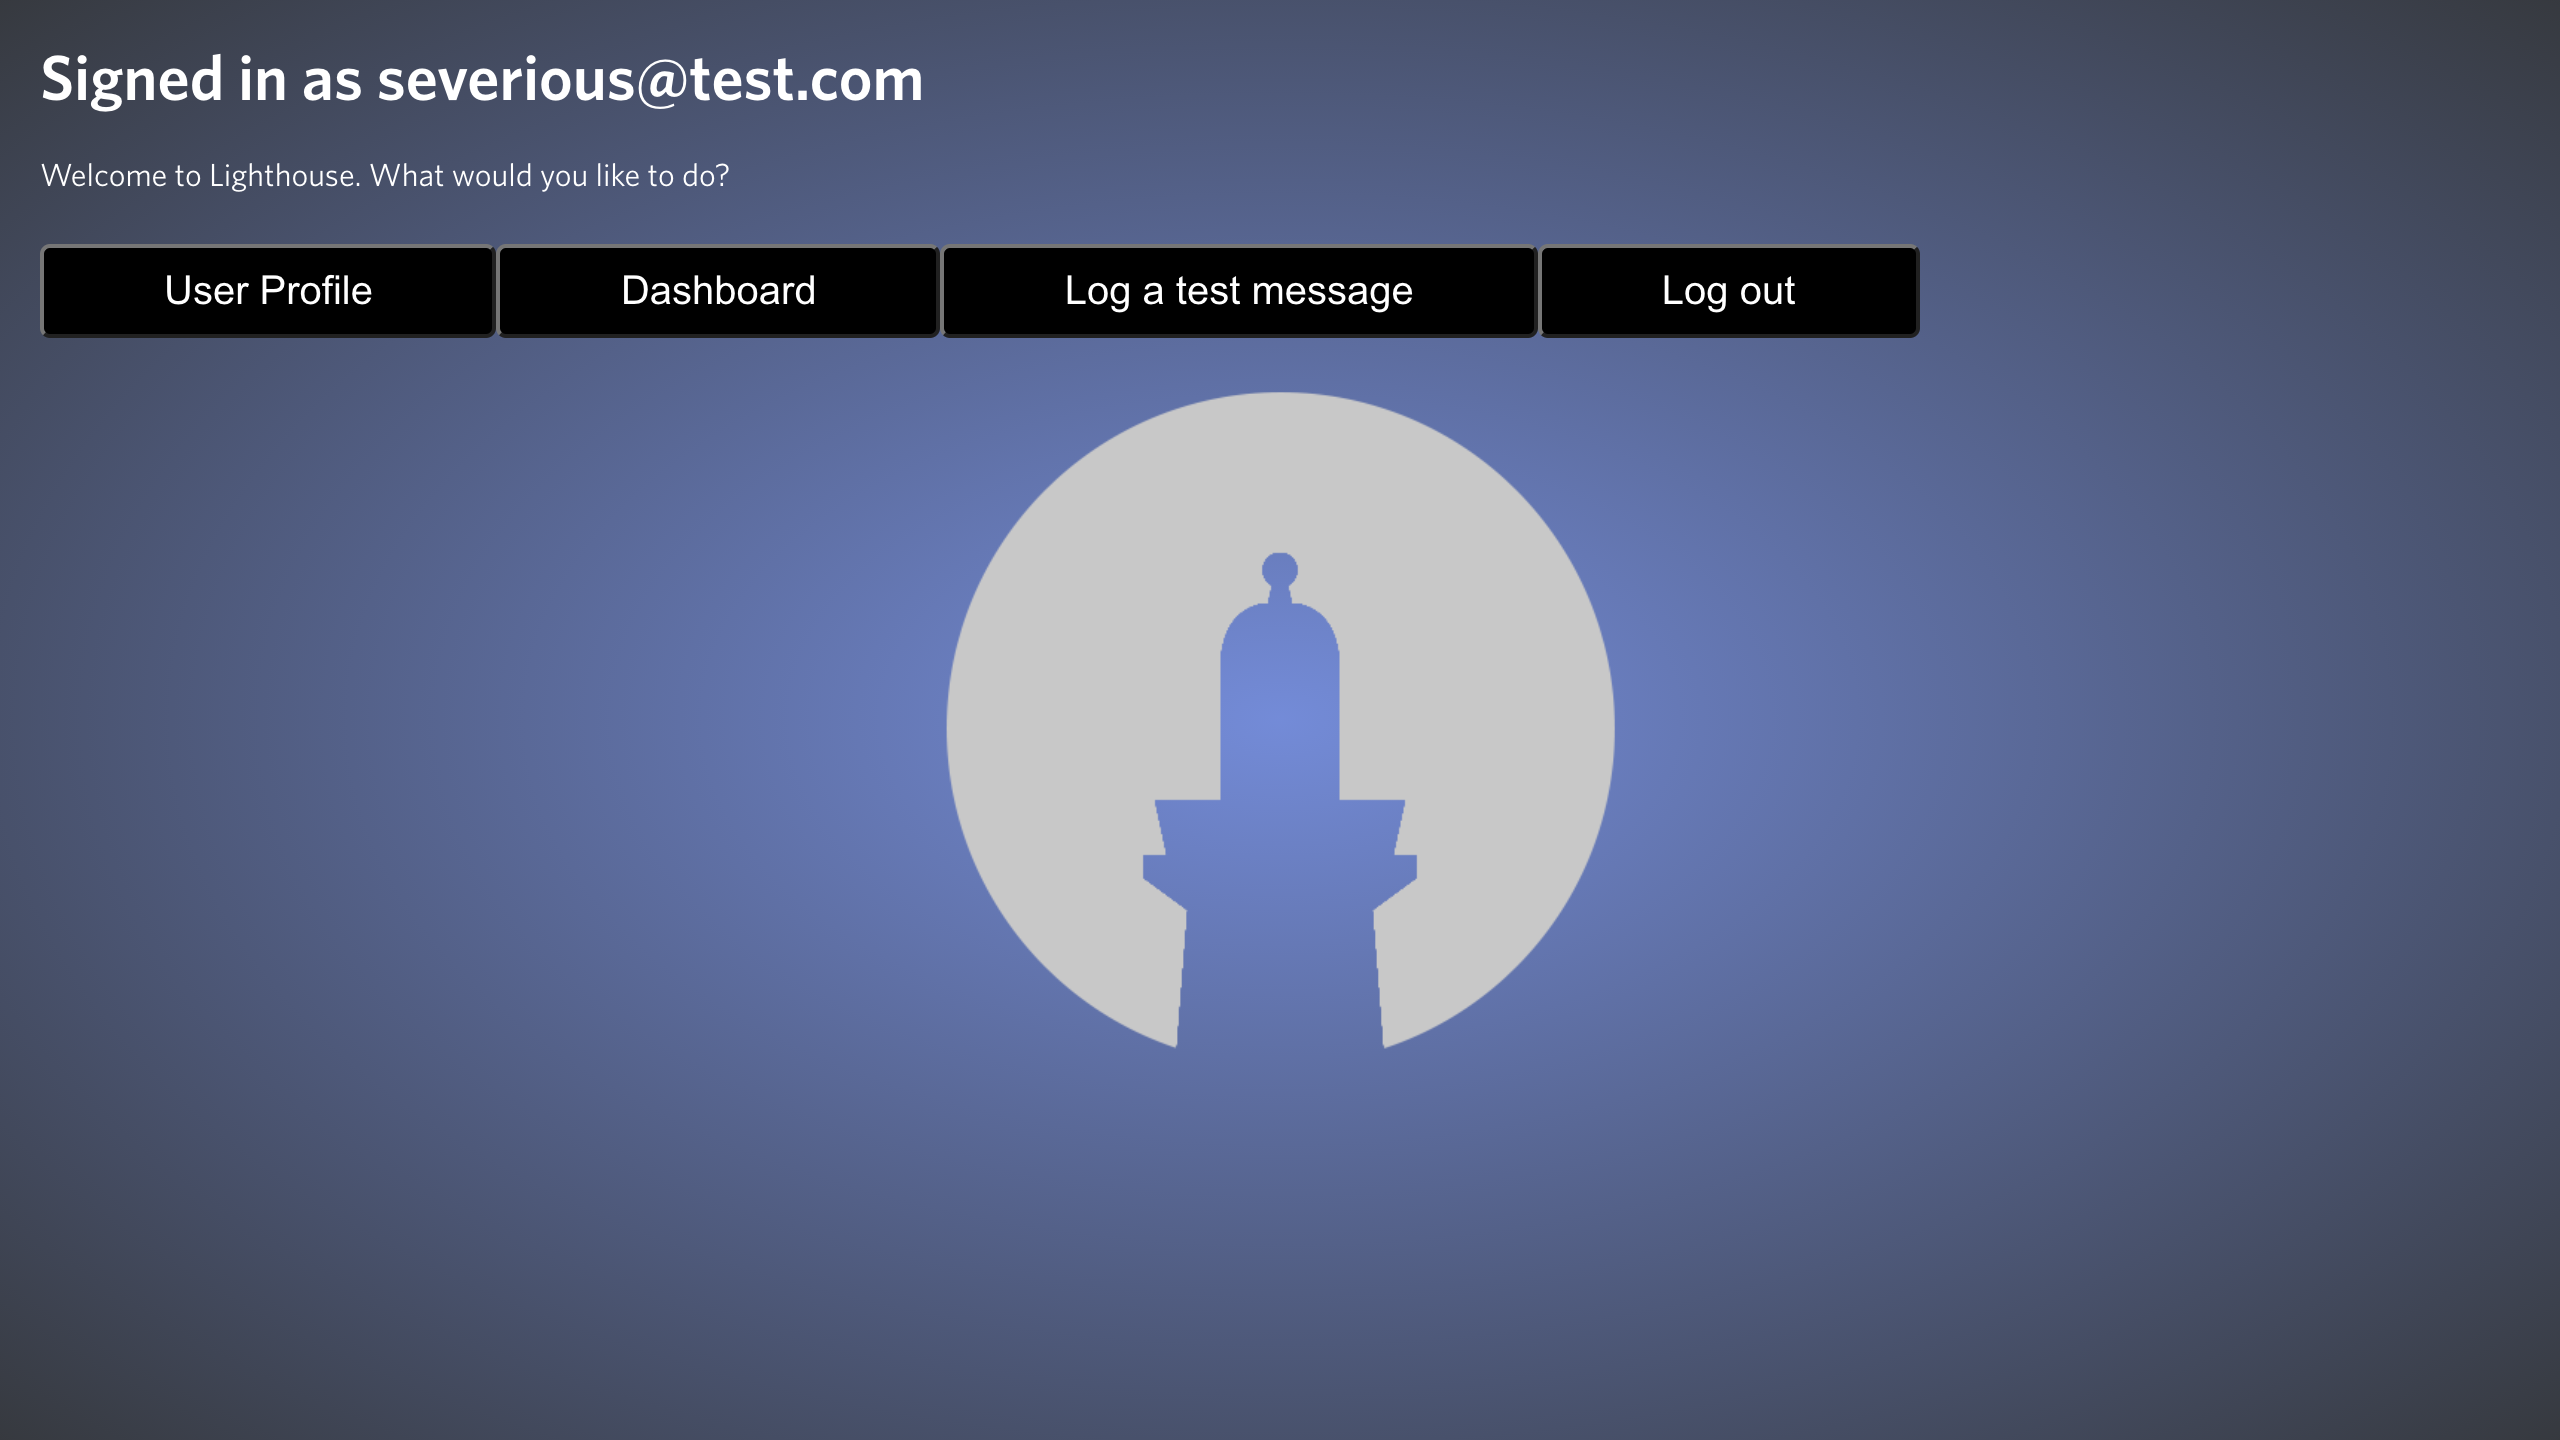 Signed in as severious@test.com
Welcome to Lighthouse. What would you like to do?
User Profile
Dashboard
Log a test message
Log out